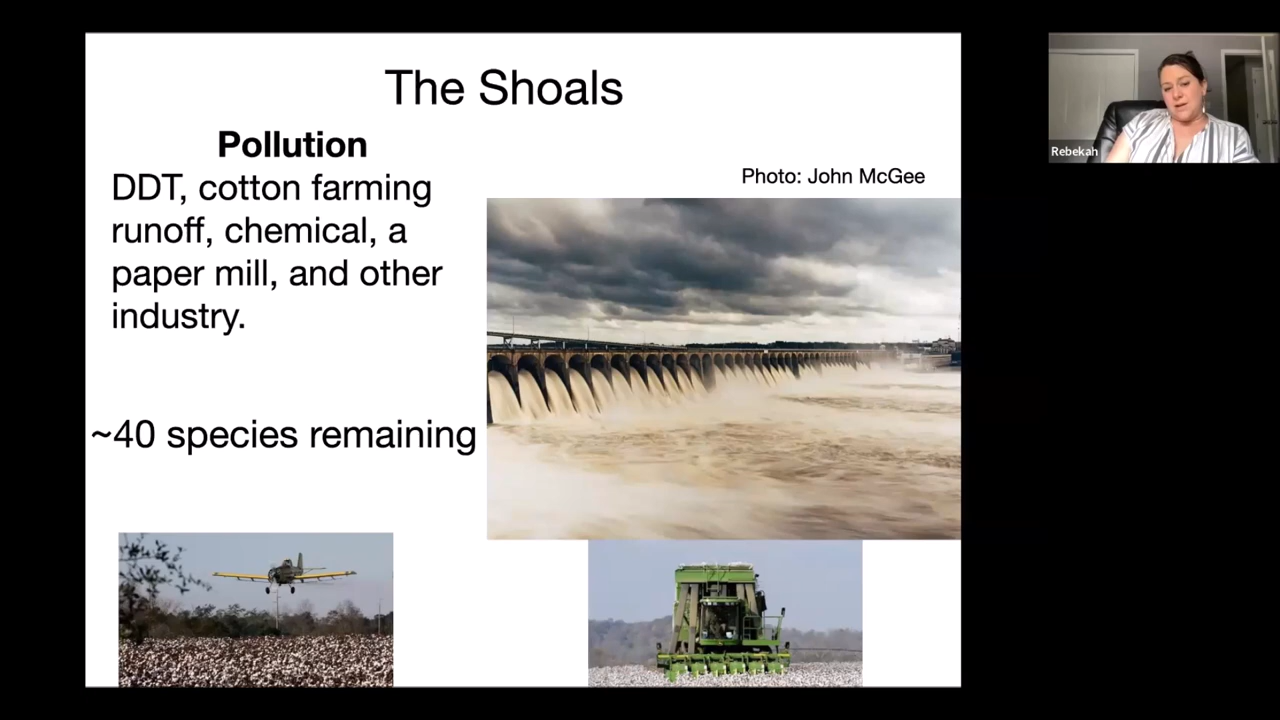 The Shoals
Pollution
DDT, cotton farming
runoff, chemical, a
paper mill, and other
industry.
~40 species remaining
Photo: John McGee
Rebekah